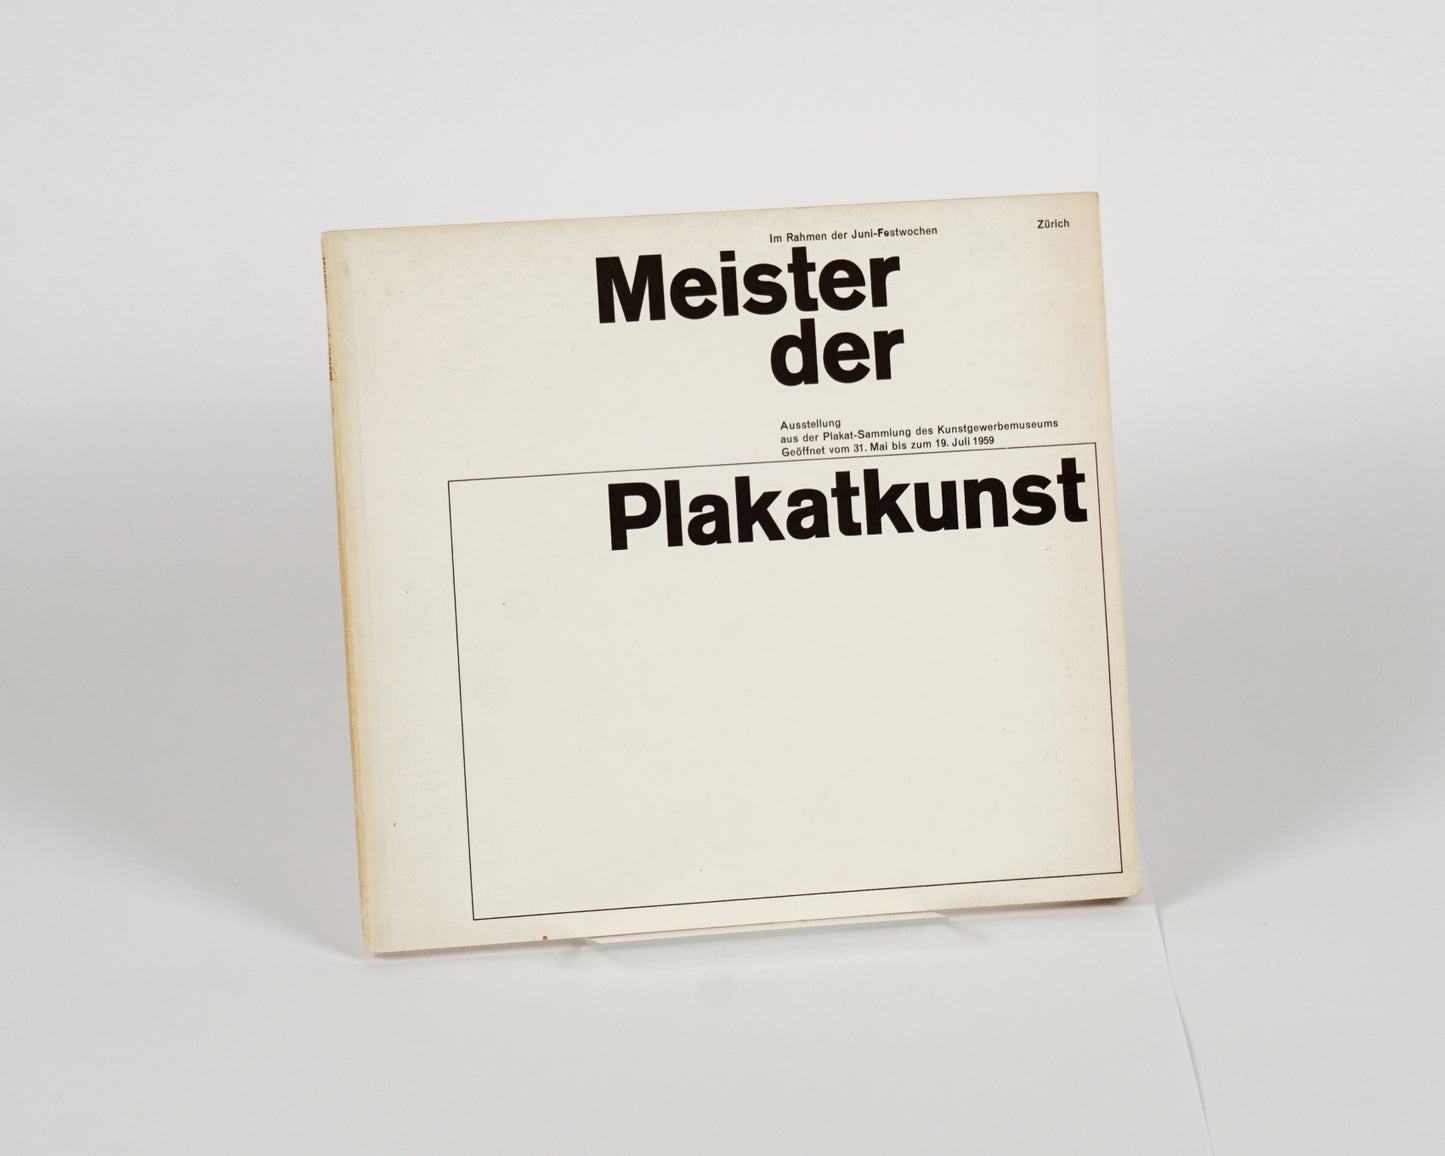 Im Rahmen der Juni-Festwochen
Zürich
Meister
der
Ausstellung
aus der Plakat-Sammlung des Kunstgewerbemuseums
Geöffnet vom 31. Mai bis zum 19. Juli 1959
Plakatkunst